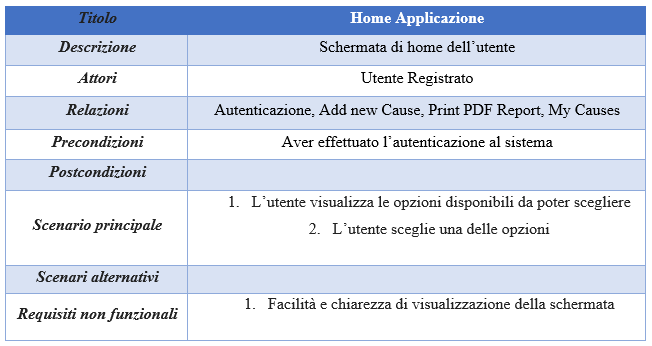 Titolo Home Applicazione
Descrizione Schermata di home dell’utente
Attori Utente Registrato
Relazioni Autenticazione, Add new Cause, Print PDF Report, My Causes
Precondizioni Aver effettuato l’autenticazione al sistema
Postcondizioni
Scenario principale
1. L’utente visualizza le opzioni disponibili da poter scegliere
2. L’utente sceglie una delle opzioni
Scenari alternativi
Requisiti non funzionali
1. Facilità e chiarezza di visualizzazione della schermata